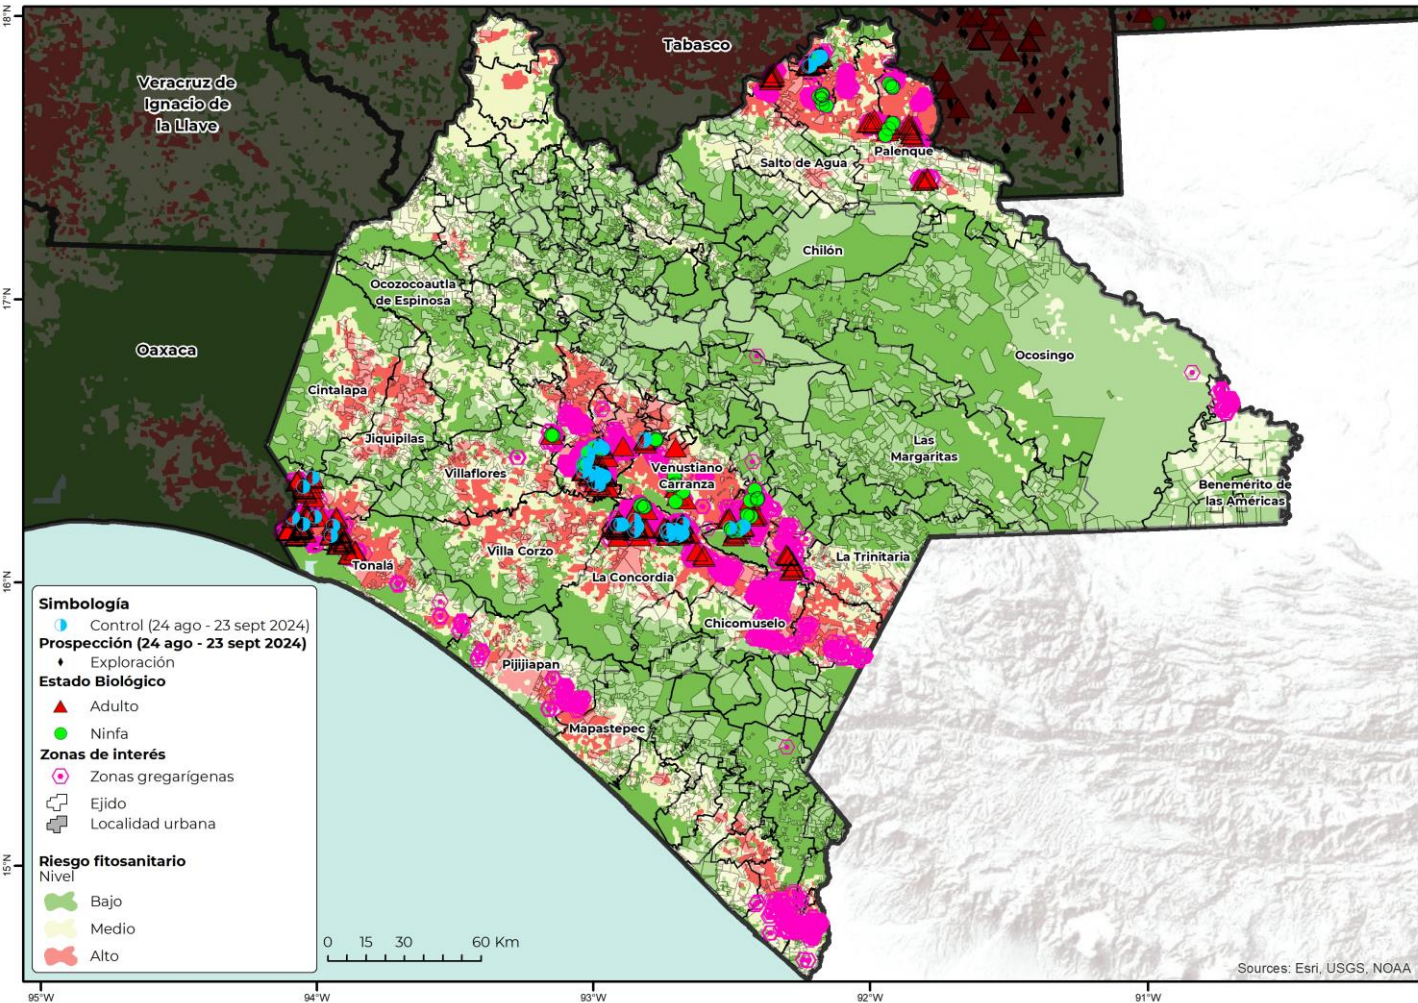 18°N
17°N
16°N
15°N
Tabasco
Veracruz de
Ignacio de
la Llave
Salto de Agua
Palenque
Chilón
Ocozocoautla
de Espinosa
Oaxaca
Ocosingo
Cintalapa
Jiquipilas
Las
Margaritas
Villaflores
Venustiano
Carranza
Benemérito de
las Américas
Villa Corzo
La Trinitaria
Tonalá
La Concordia
Chicomuselo
Pijijiapan
Mapastepec
Simbología
Control (24 ago - 23 sept 2024)
Prospección (24 ago - 23 sept 2024)
Exploración
Estado Biológico
Adulto
Ninfa
Zonas de interés
Zonas gregarígenas
Ejido
Localidad urbana
Riesgo fitosanitario
Nivel
Bajo
Medio
Alto
0 15 30 60 Km
Sources: Esri, USGS, NOAA
95°W 94°W 93°W 92°W 91°W